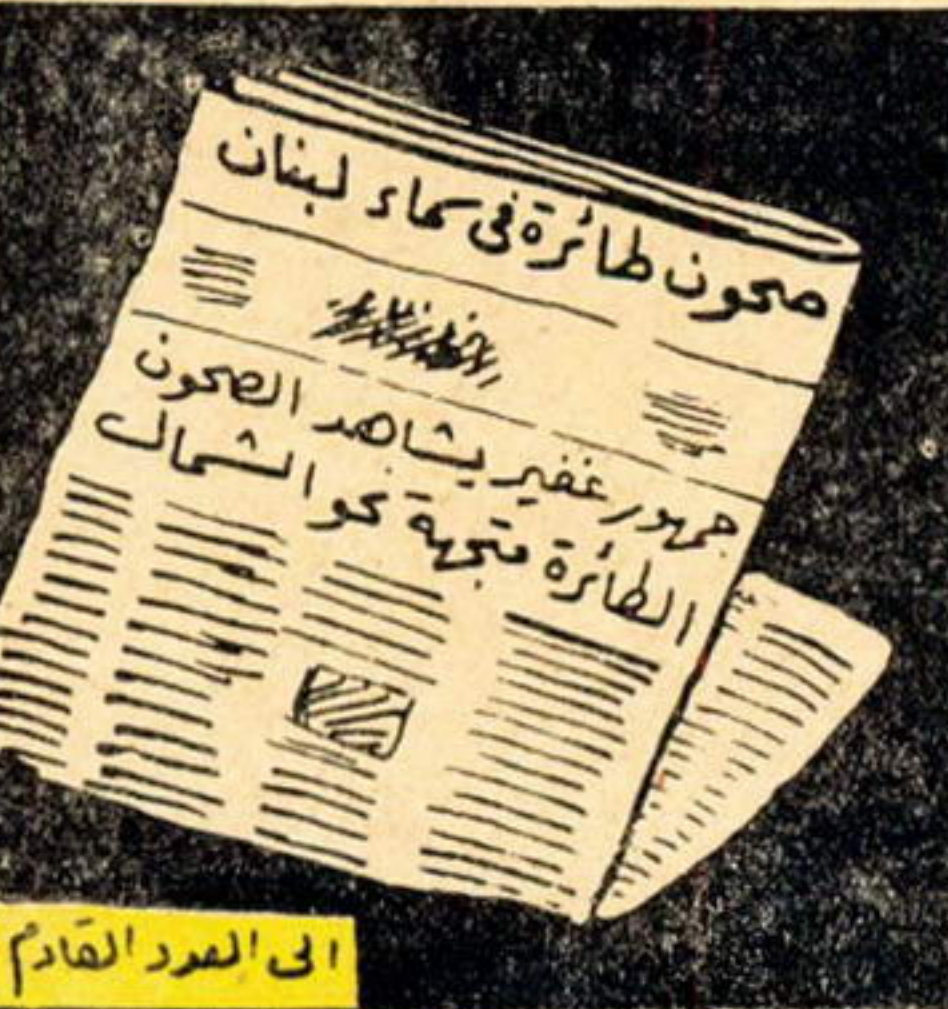 صحون طائرة في سماء لبنان
جمهور غفير يشاهد الصحون
الطائرة متجهة نحو الشمال
الى العدد القادم